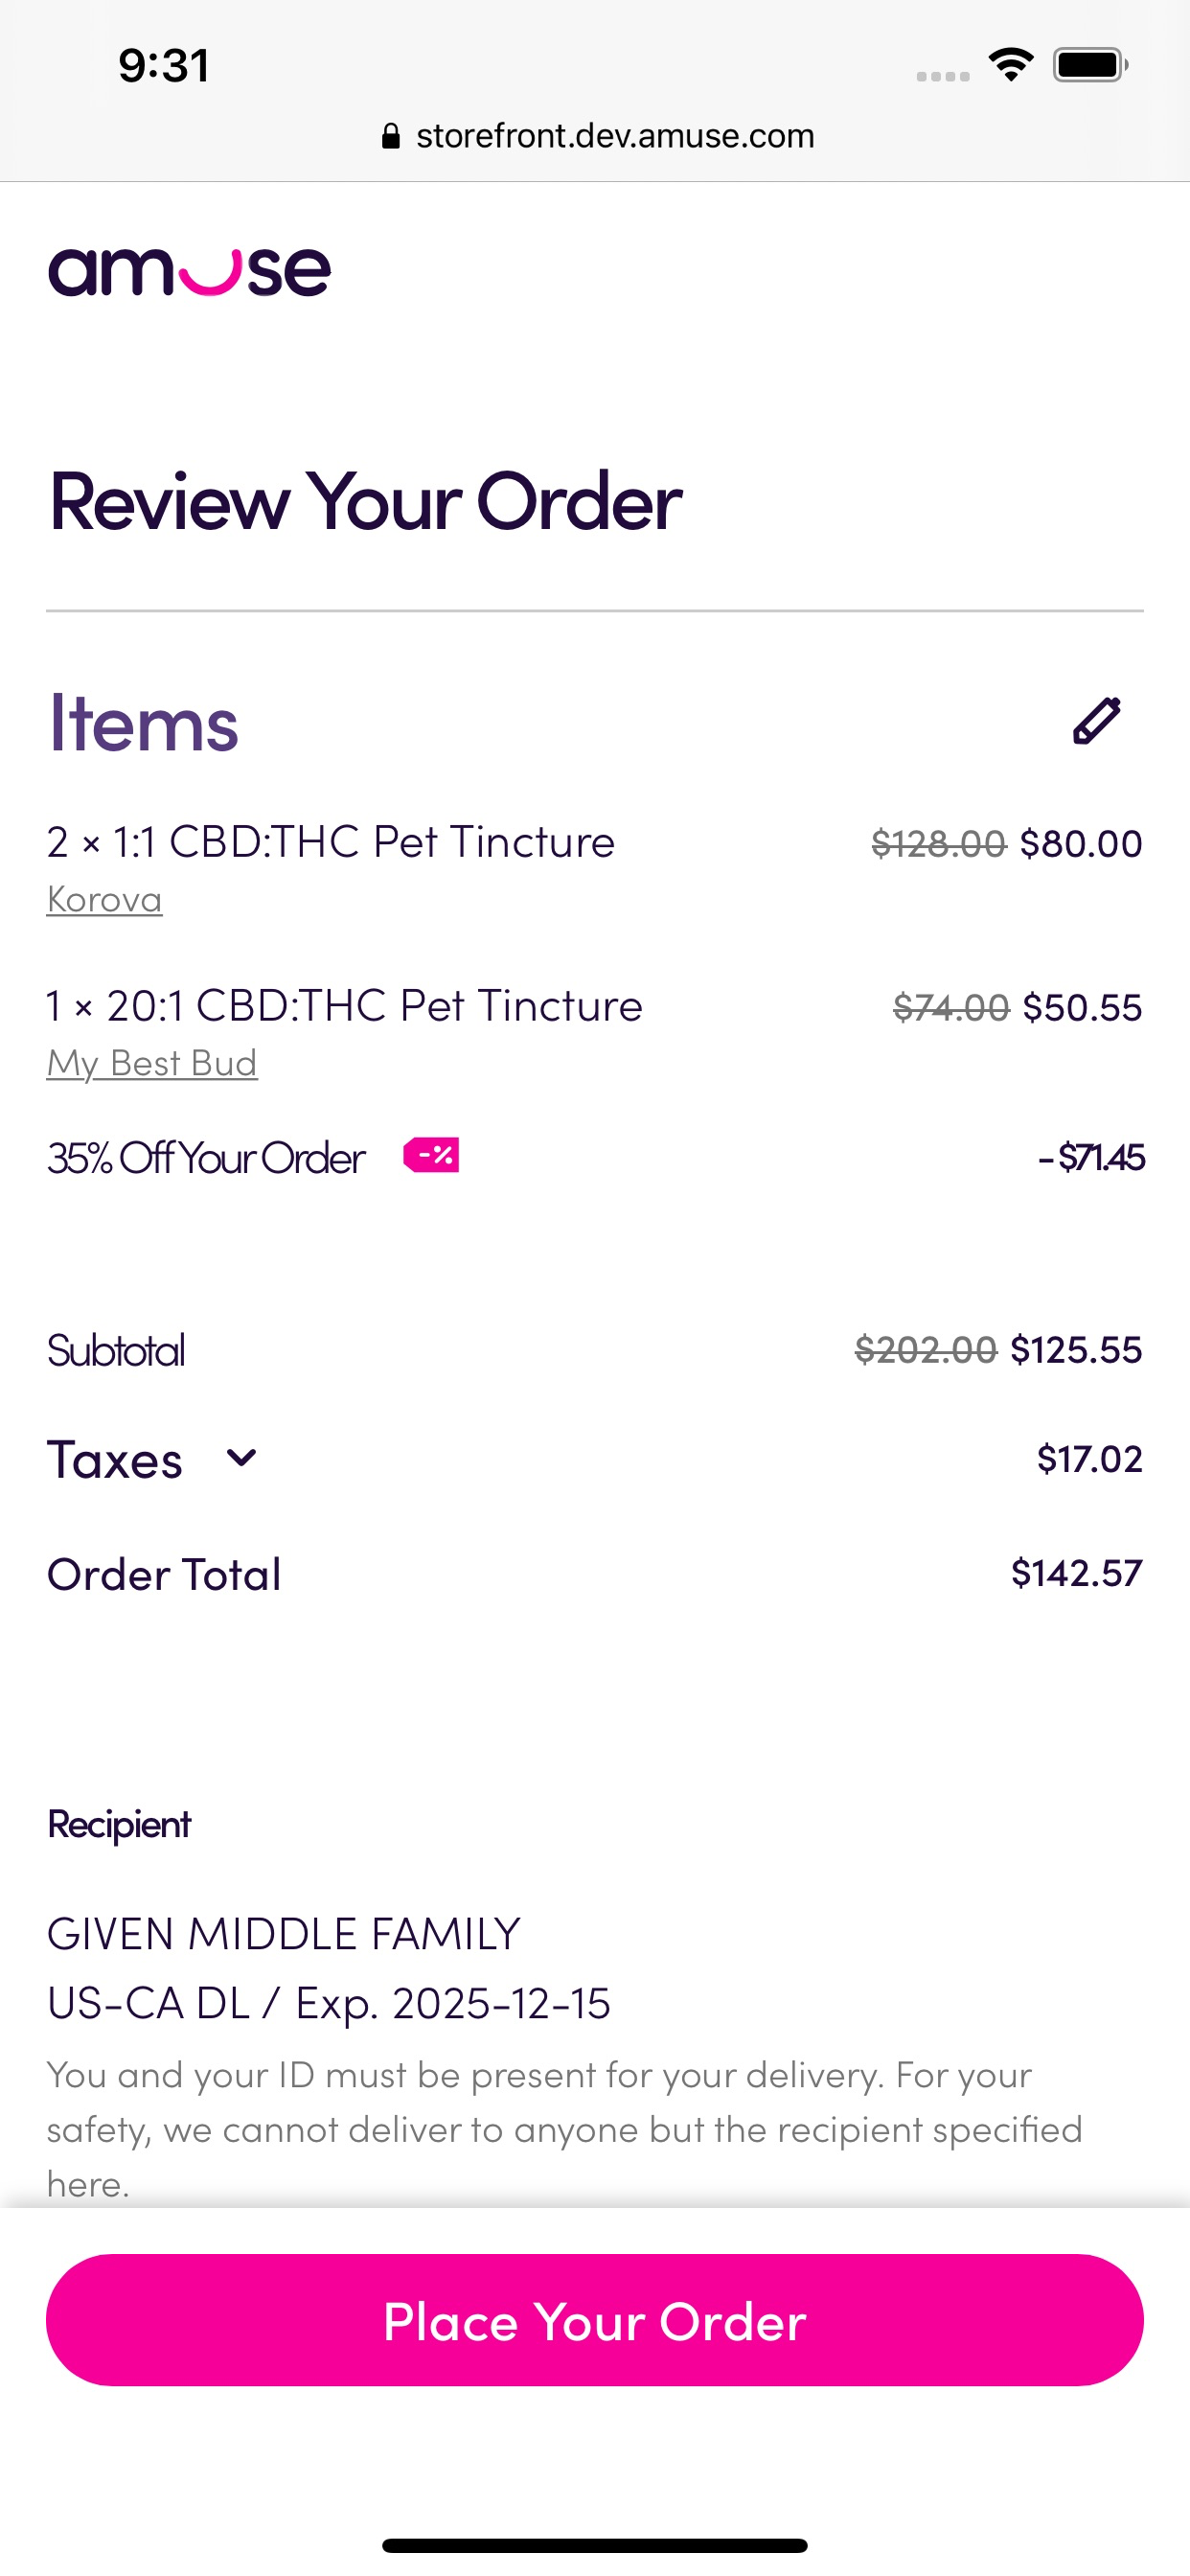 9:31
storefront.dev.amuse.com
amuse
Review Your Order
Items
2 × 1:1 CBD:THC Pet Tincture $128.00 $80.00
Korova
1 × 20:1 CBD:THC Pet Tincture $74.00 $50.55
My Best Bud
35% Off Your Order -% -$71.45
Subtotal $202.00 $125.55
Taxes $17.02
Order Total $142.57
Recipient
GIVEN MIDDLE FAMILY
US-CA DL / Exp. 2025-12-15
You and your ID must be present for your delivery. For your
safety, we cannot deliver to anyone but the recipient specified
here.
Place Your Order